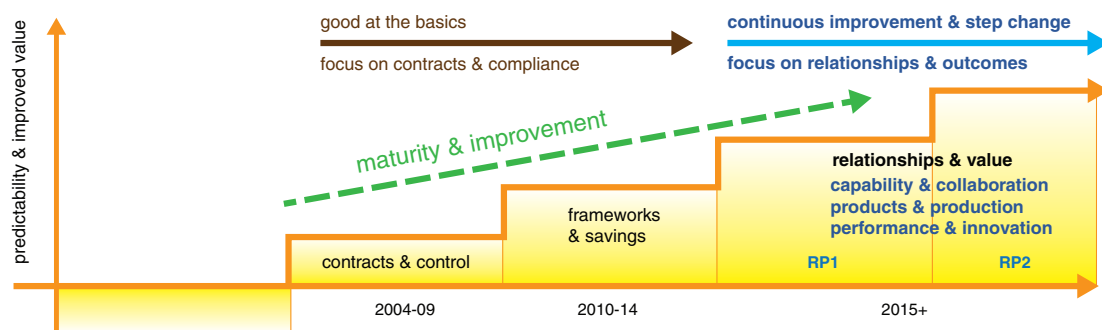 good at the basics
focus on contracts & compliance
continuous improvement & step change
focus on relationships & outcomes
predictability & improved value
maturity & improvement
contracts & control
frameworks
& savings
relationships & value
capability & collaboration
products & production
performance & innovation
RP1
RP2
2004-09
2010-14
2015+